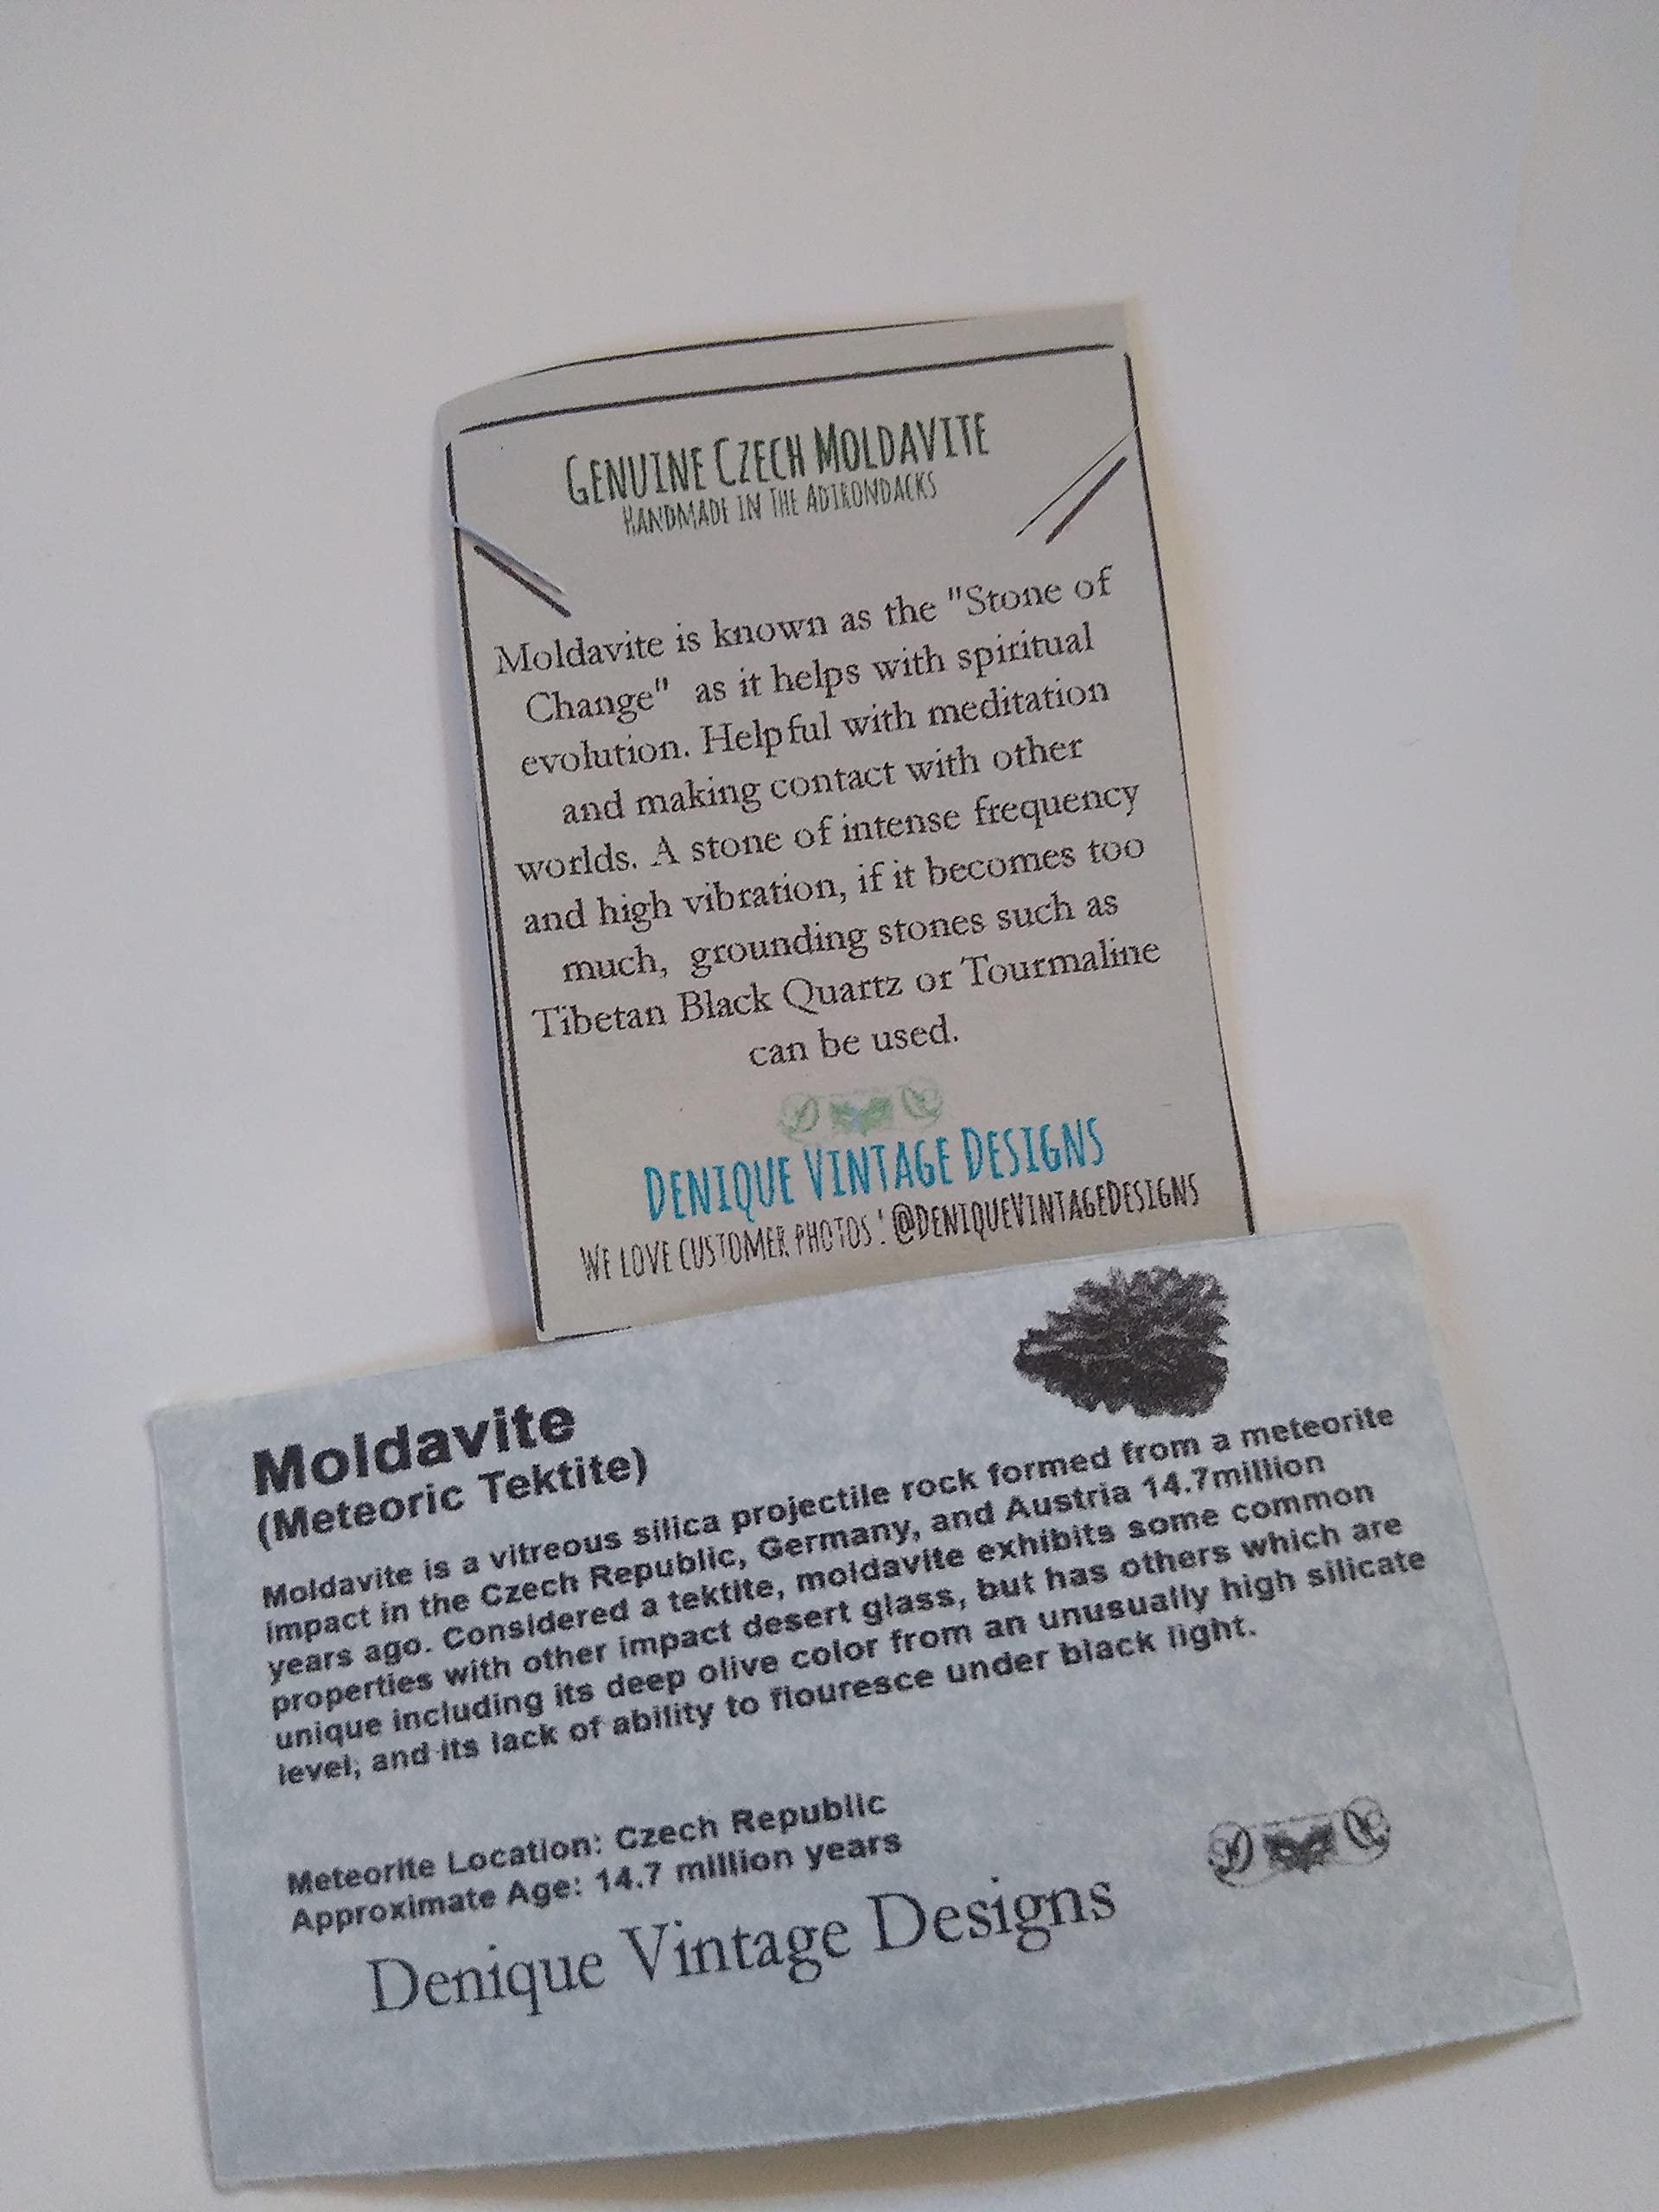 GENUINE CZECH MOLDAVITE
HANDMADE IN THE ADIRONDACKS
Moldavite is known as the "Stone of
Change" as it helps with spiritual
evolution. Helpful with meditation
and making contact with other
worlds. A stone of intense frequency
and high vibration, if it becomes too
much, grounding stones such as
Tibetan Black Quartz or Tourmaline
can be used.
D C
DENIQUE VINTAGE DESIGNS
WE LOVE CUSTOMER PHOTOS! @DENIQUEVINTAGEDESIGNS
Moldavite
(Meteoric Tektite)
Moldavite is a vitreous silica projectile rock formed from a meteorite
impact in the Czech Republic, Germany, and Austria 14.7million
years ago. Considered a tektite, moldavite exhibits some common
properties with other impact desert glass, but has others which are
unique including its deep olive color from an unusually high silicate
level, and its lack of ability to flouresce under black light.
Meteorite Location: Czech Republic
Approximate Age: 14.7 million years
Denique Vintage Designs